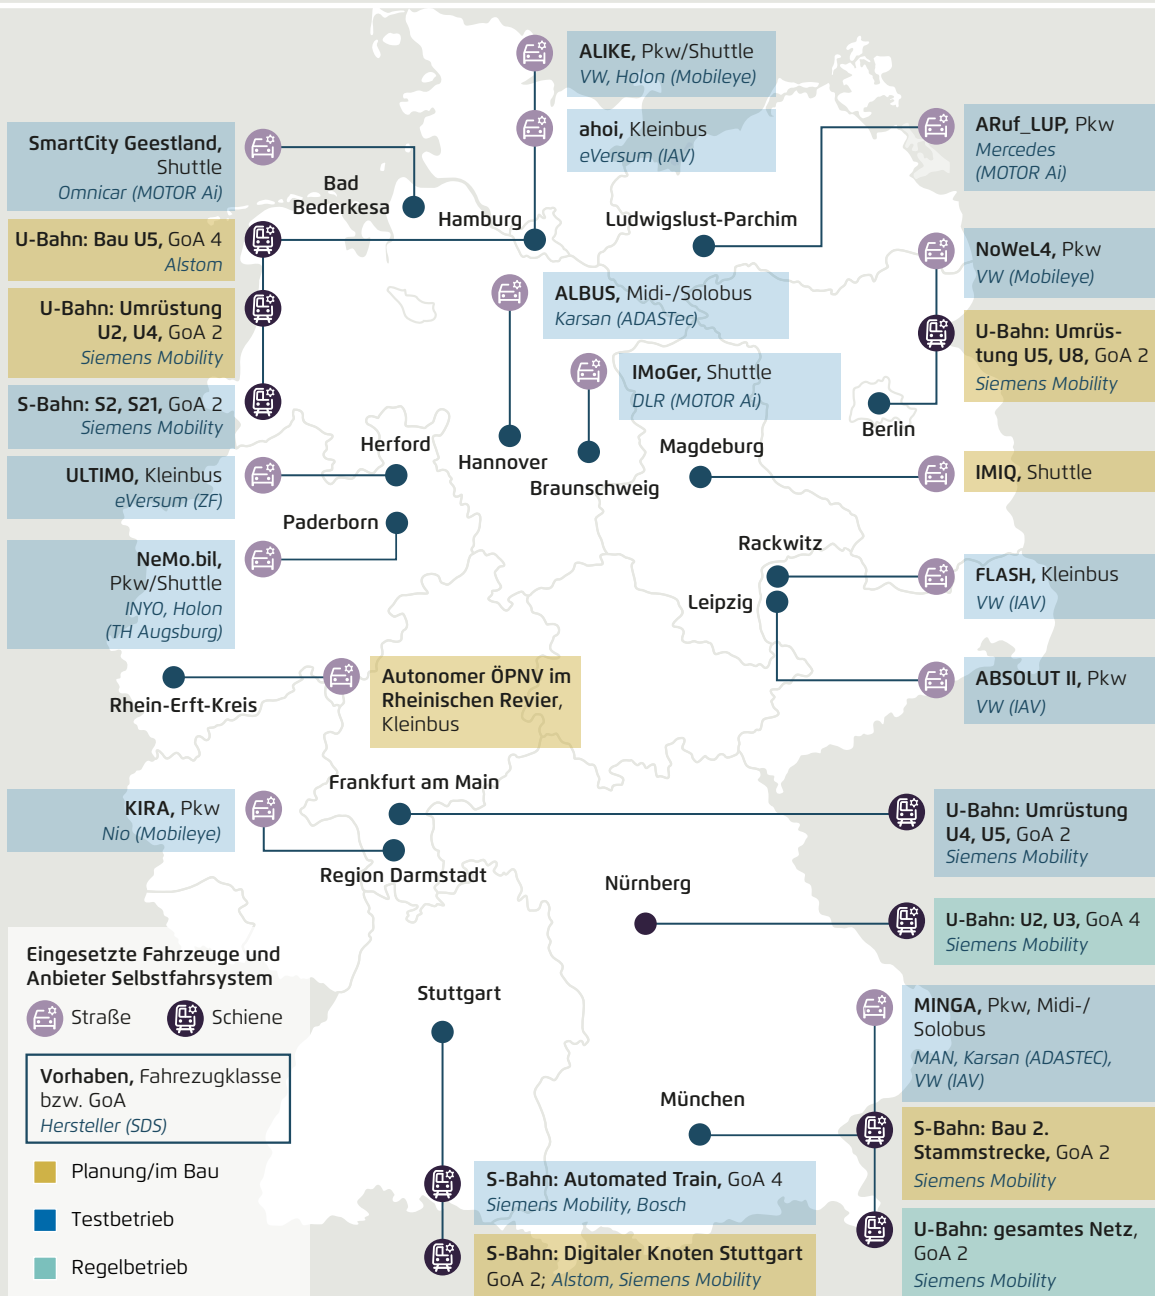 ALIKE, Pkw/Shuttle
VW, Holon (Mobileye)
ahoi, Kleinbus
eVersum (IAV)
ARuf_LUP, Pkw
Mercedes
(MOTOR Ai)
SmartCity Geestland,
Shuttle
Omnicar (MOTOR Ai)
Bad
Bederkesa
Hamburg
Ludwigslust-Parchim
U-Bahn: Bau U5, GoA 4
Alstom
NoWeL4, Pkw
VW (Mobileye)
U-Bahn: Umrüstung
U2, U4, GoA 2
Siemens Mobility
ALBUS, Midi-/Solobus
Karsan (ADASTec)
U-Bahn: Umrüs-
tung U5, U8, GoA 2
Siemens Mobility
IMoGer, Shuttle
DLR (MOTOR Ai)
S-Bahn: S2, S21, GoA 2
Siemens Mobility
Berlin
Herford
Hannover
Braunschweig
Magdeburg
ULTIMO, Kleinbus
eVersum (ZF)
IMIQ, Shuttle
Paderborn
NeMo.bil,
Pkw/Shuttle
INYO, Holon
(TH Augsburg)
Rackwitz
Leipzig
FLASH, Kleinbus
VW (IAV)
Rhein-Erft-Kreis
Autonomer ÖPNV im
Rheinischen Revier,
Kleinbus
ABSOLUT II, Pkw
VW (IAV)
KIRA, Pkw
Nio (Mobileye)
Frankfurt am Main
Region Darmstadt
U-Bahn: Umrüstung
U4, U5, GoA 2
Siemens Mobility
Nürnberg
U-Bahn: U2, U3, GoA 4
Siemens Mobility
Eingesetzte Fahrzeuge und
Anbieter Selbstfahrsystem
Straße
Schiene
Vorhaben, Fahrezugklasse
bzw. GoA
Hersteller (SDS)
Planung/im Bau
Testbetrieb
Regelbetrieb
Stuttgart
S-Bahn: Automated Train, GoA 4
Siemens Mobility, Bosch
S-Bahn: Digitaler Knoten Stuttgart
GoA 2; Alstom, Siemens Mobility
München
MINGA, Pkw, Midi-/
Solobus
MAN, Karsan (ADASTEC),
VW (IAV)
S-Bahn: Bau 2.
Stammstrecke, GoA 2
Siemens Mobility
U-Bahn: gesamtes Netz,
GoA 2
Siemens Mobility